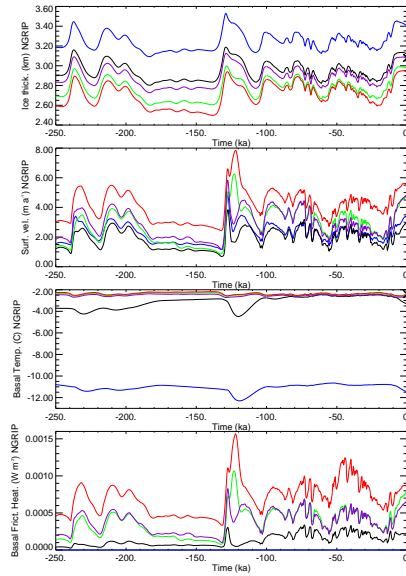 3.60
3.40
3.20
3.00
2.80
2.60
2.40
Ice thick. (km) NGRIP
-250. -200. -150. -100. -50. 0.
Time (ka)
8.00
6.00
4.00
2.00
0.00
Surf. vel. (m a⁻¹) NGRIP
-250. -200. -150. -100. -50. 0.
Time (ka)
-2.00
-4.00
-6.00
-8.00
-10.00
-12.00
Basal Temp. (C) NGRIP
-250. -200. -150. -100. -50. 0.
Time (ka)
0.0015
0.0010
0.0005
0.0000
Basal Frict. Heat. (W m⁻²) NGRIP
-250. -200. -150. -100. -50. 0.
Time (ka)